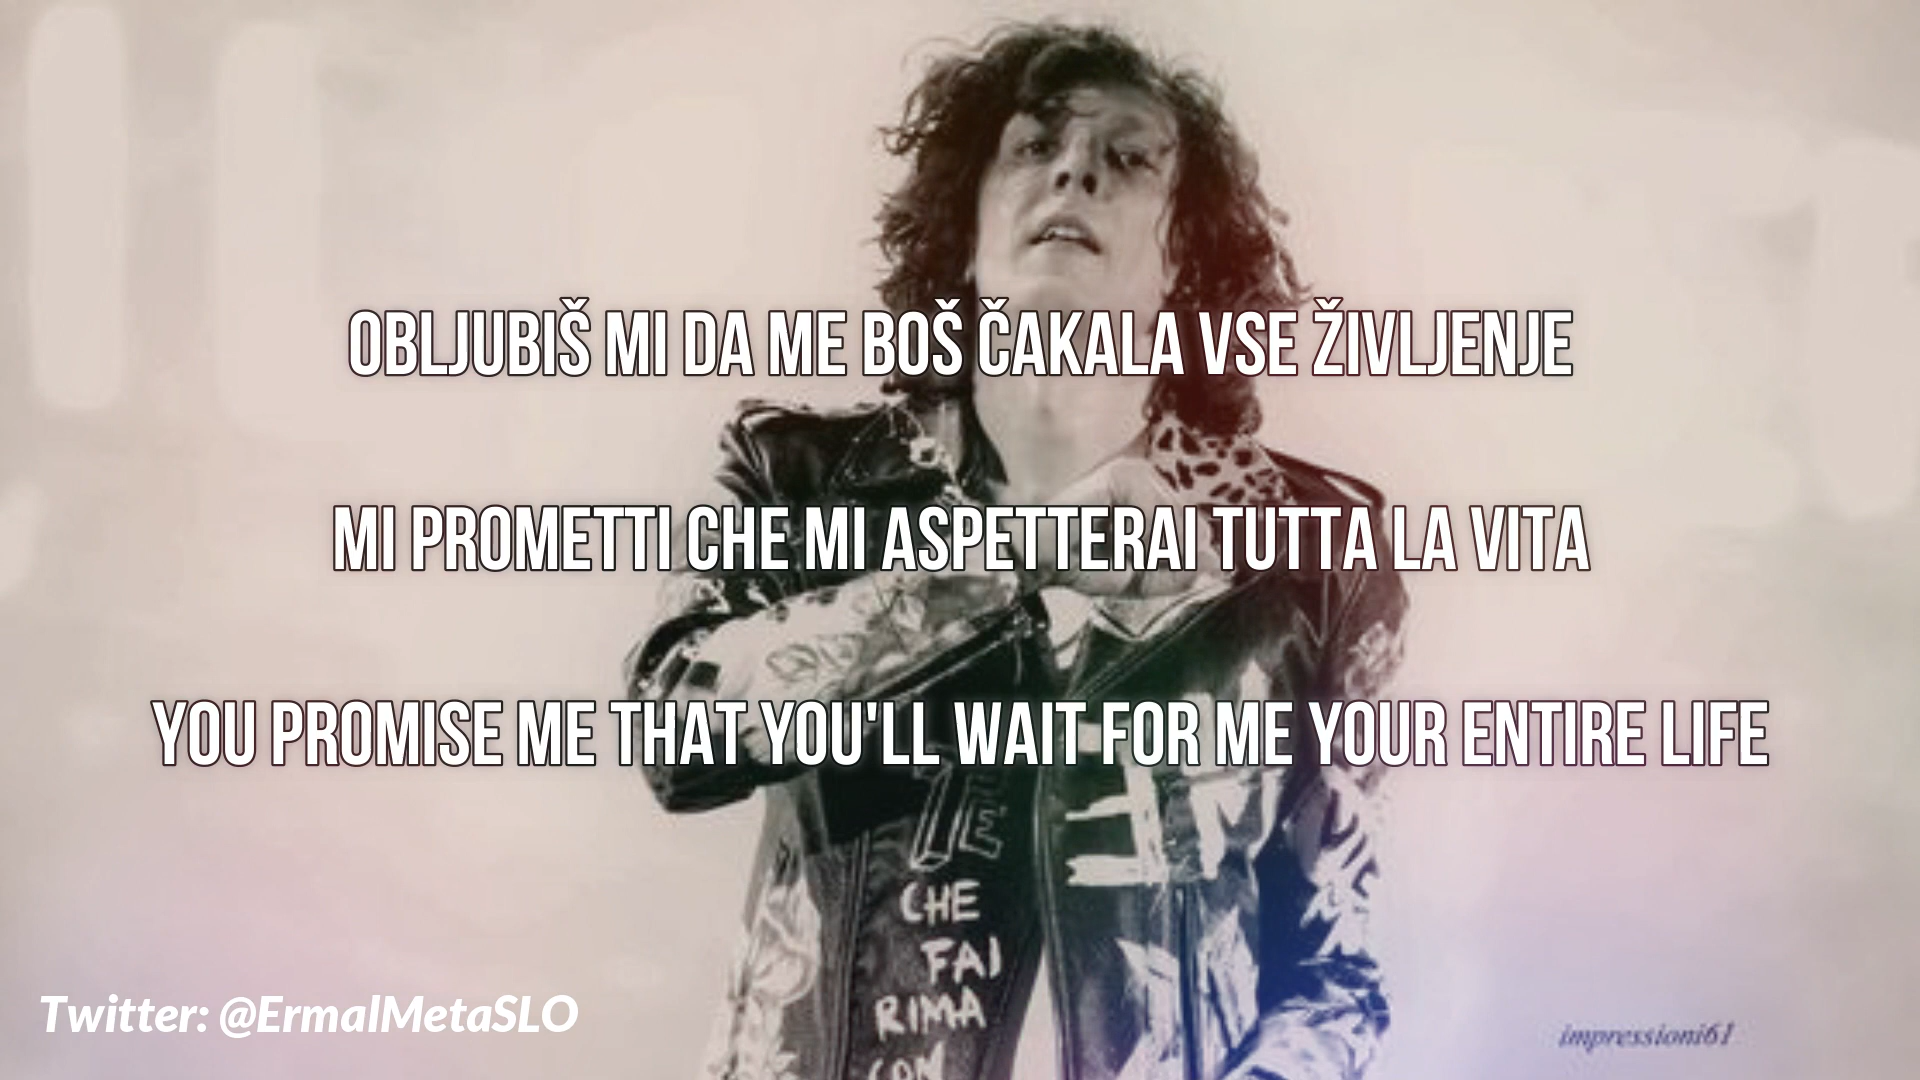 OBLJUBIŠ MI DA ME BOŠ ČAKALA VSE ŽIVLJENJE
MI PROMETTI CHE MI ASPETTERAI TUTTA LA VITA
YOU PROMISE ME THAT YOU'LL WAIT FOR ME YOUR ENTIRE LIFE
TE
CHE
FAI
RIMA
CON
Twitter: @ErmalMetaSLO
impressioni61